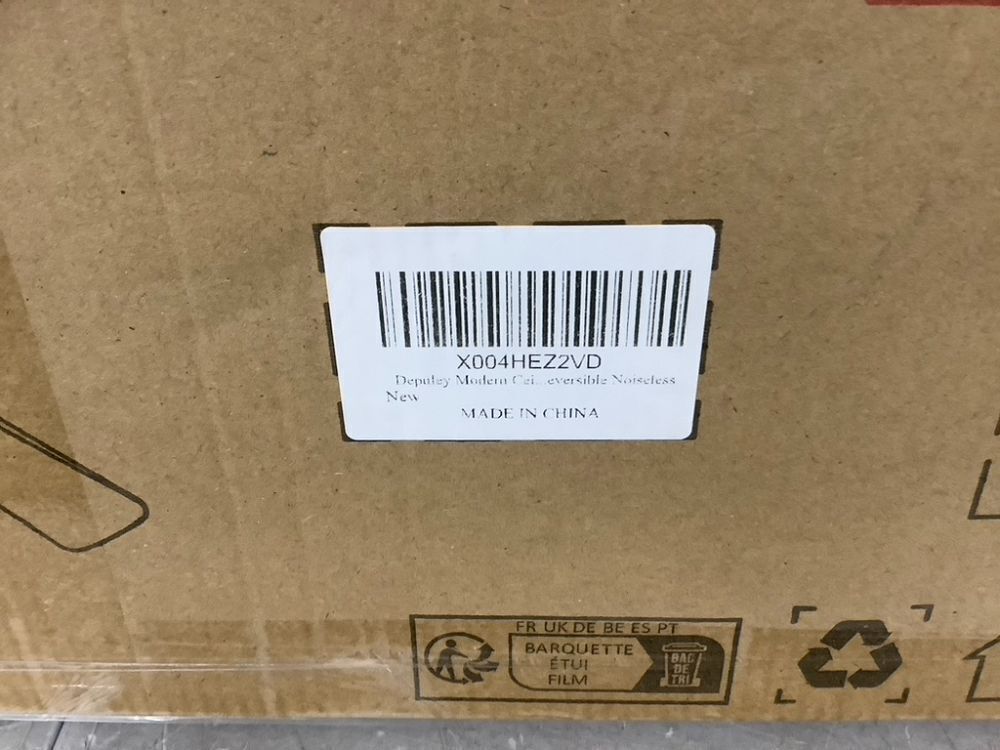 X004HEZ2VD
Depuley Modern Cei...eversible Noiseless
New
MADE IN CHINA
FR UK DE BE ES PT
BARQUETTE
ÉTUI
FILM
BAC
DE
TRI